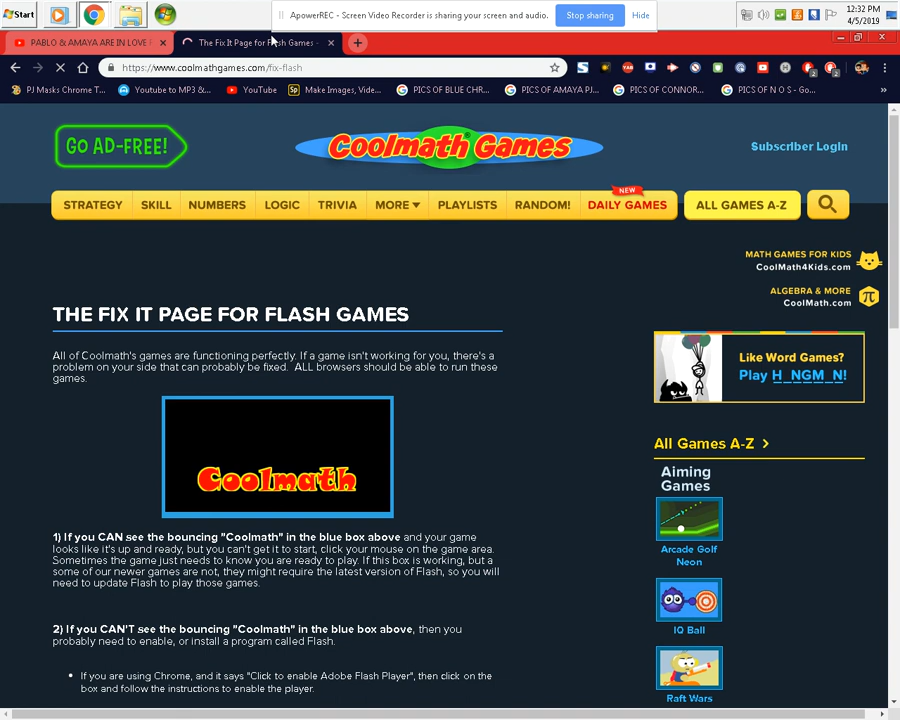 Start
ApowerREC - Screen Video Recorder is sharing your screen and audio.
Stop sharing
Hide
12:32 PM
4/5/2019
PABLO & AMAYA ARE IN LOVE
The Fix It Page for Flash Games -
https://www.coolmathgames.com/fix-flash
PJ Masks Chrome T...
Youtube to MP3 &...
YouTube
Make Images, Vide...
PICS OF BLUE CHR...
PICS OF AMAYA PJ...
PICS OF CONNOR...
PICS OF N O S - Go...
GO AD-FREE!
Coolmath Games
Subscriber Login
STRATEGY
SKILL
NUMBERS
LOGIC
TRIVIA
MORE
PLAYLISTS
RANDOM!
NEW
DAILY GAMES
ALL GAMES A-Z
MATH GAMES FOR KIDS
CoolMath4Kids.com
ALGEBRA & MORE
CoolMath.com
THE FIX IT PAGE FOR FLASH GAMES
All of Coolmath's games are functioning perfectly. If a game isn't working for you, there's a
problem on your side that can probably be fixed. ALL browsers should be able to run these
games.
Coolmath
1) If you CAN see the bouncing "Coolmath" in the blue box above and your game
looks like it's up and ready, but you can't get it to start, click your mouse on the game area.
Sometimes the game just needs to know you are ready to play. If this box is working, but a
some of our newer games are not, they might require the latest version of Flash, so you will
need to update Flash to play those games.
2) If you CAN'T see the bouncing "Coolmath" in the blue box above, then you
probably need to enable, or install a program called Flash.
If you are using Chrome, and it says "Click to enable Adobe Flash Player", then click on the
box and follow the instructions to enable the player.
Like Word Games?
Play H_NGM_N!
All Games A-Z >
Aiming
Games
Arcade Golf
Neon
IQ Ball
Raft Wars